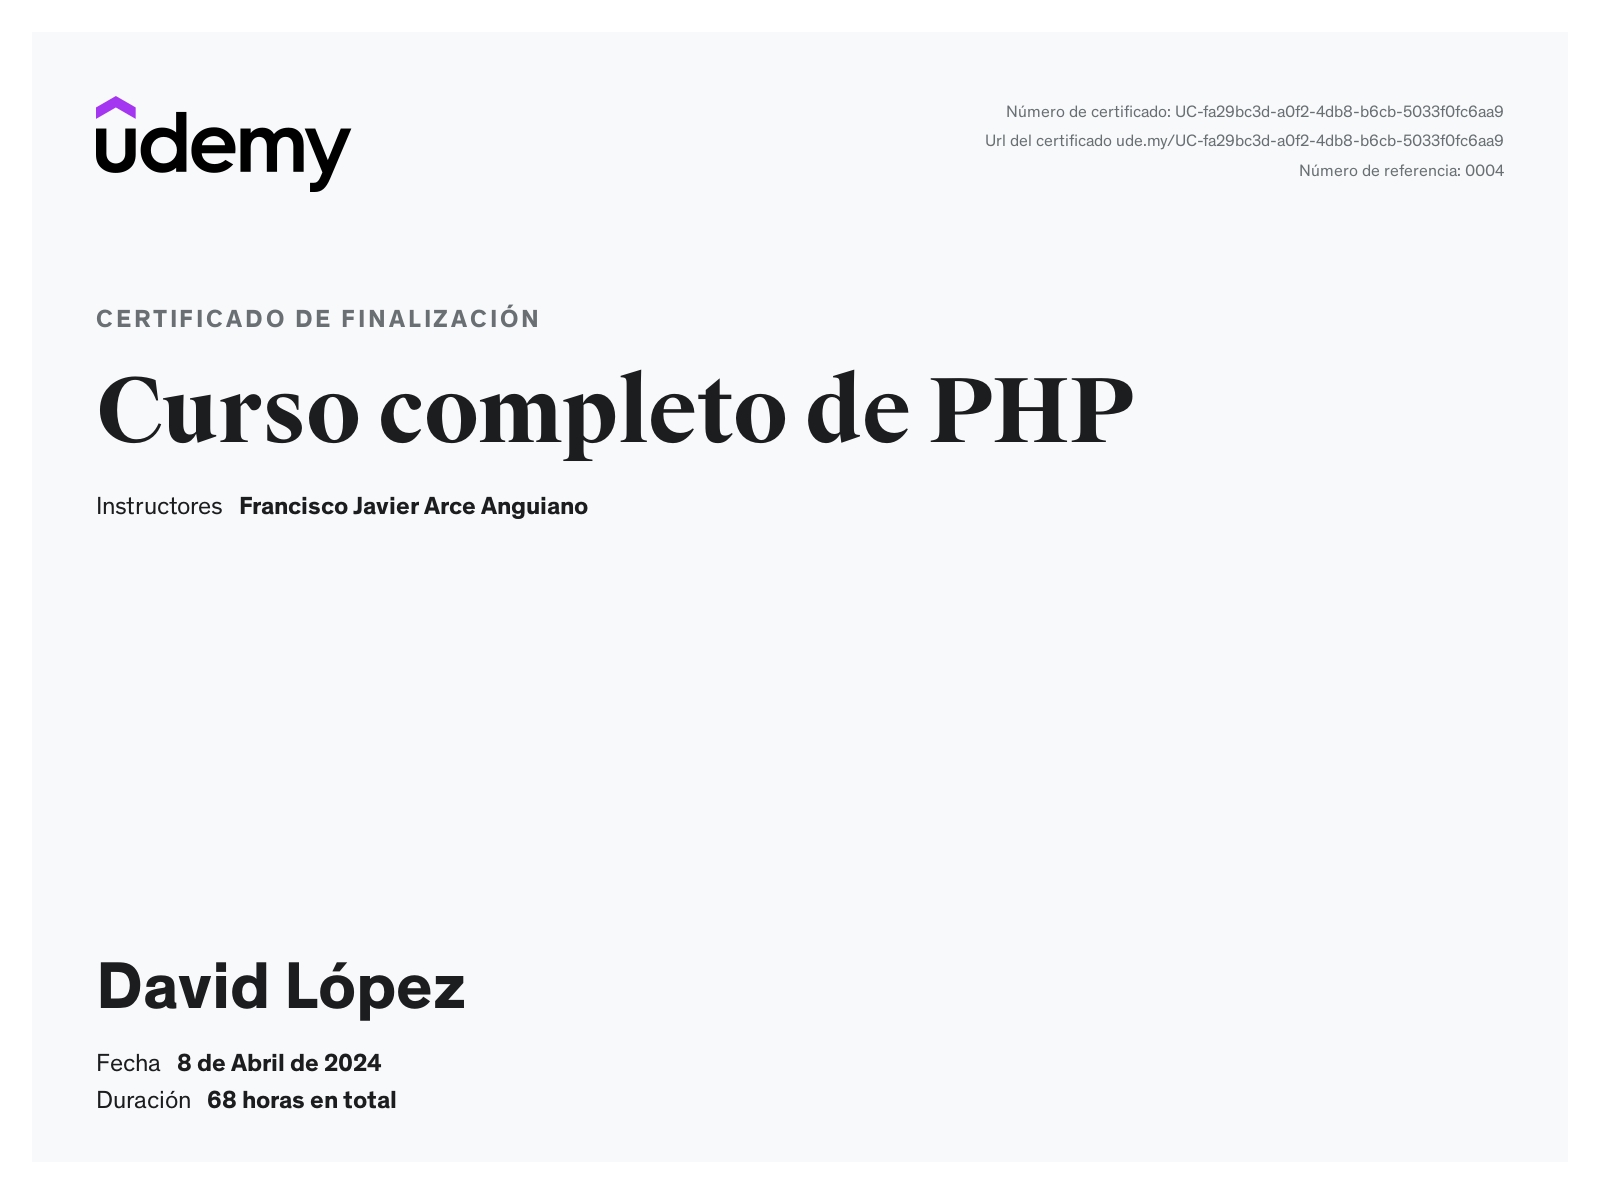 udemy
Número de certificado: UC-fa29bc3d-a0f2-4db8-b6cb-5033f0fc6aa9
Url del certificado ude.my/UC-fa29bc3d-a0f2-4db8-b6cb-5033f0fc6aa9
Número de referencia: 0004
CERTIFICADO DE FINALIZACIÓN
Curso completo de PHP
Instructores Francisco Javier Arce Anguiano
David López
Fecha 8 de Abril de 2024
Duración 68 horas en total